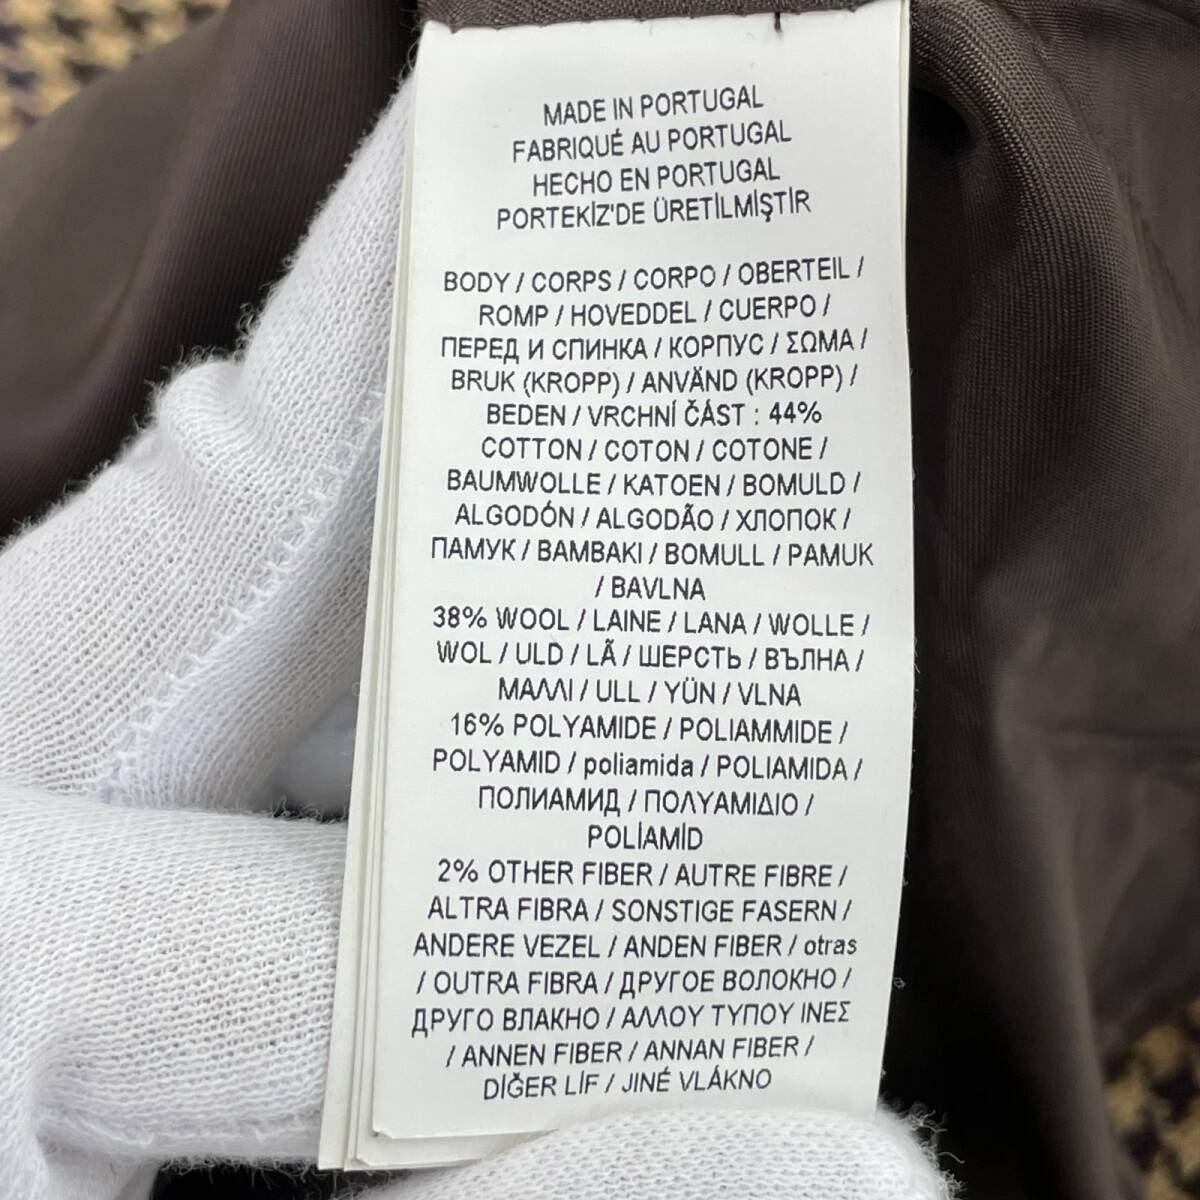 MADE IN PORTUGAL
FABRIQUÉ AU PORTUGAL
HECHO EN PORTUGAL
PORTEKİZ'DE ÜRETİLMİŞTİR
BODY / CORPS / CORPO / OBERTEIL /
ROMP / HOVEDDEL / CUERPO /
ПЕРЕД И СПИНКА / КОРПУС / ΣΩΜΑ /
BRUK (KROPP) / ANVÄND (KROPP) /
BEDEN / VRCHNÍ ČÁST : 44%
COTTON / COTON / COTONE /
BAUMWOLLE / KATOEN / BOMULD /
ALGODÓN / ALGODÃO / ХЛОПОК /
ПАМУК / BAMBAKI / BOMULL / PAMUK
/ BAVLNA
38% WOOL / LAINE / LANA / WOLLE /
WOL / ULD / LÃ / ШЕРСТЬ / ВЪЛНА /
ΜΑΛΛΙ / ULL / YÜN / VLNA
16% POLYAMIDE / POLIAMMIDE /
POLYAMID / poliamida / POLIAMIDA /
ПОЛИАМИД / ΠΟΛΥΑΜΙΔΙΟ /
POLİAMİD
2% OTHER FIBER / AUTRE FIBRE /
ALTRA FIBRA / SONSTIGE FASERN /
ANDERE VEZEL / ANDEN FIBER / otras
/ OUTRA FIBRA / ДРУГОЕ ВОЛОКНО /
ДРУГО ВЛАКНО / ΑΛΛΟΥ ΤΥΠΟΥ ΙΝΕΣ
/ ANNEN FIBER / ANNAN FIBER /
DİĞER LİF / JINÉ VLÁKNO